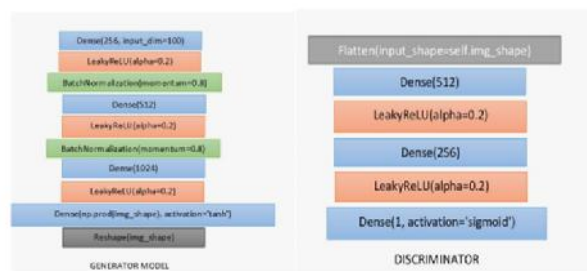 Dense(256, input_dim=100)
LeakyReLU(alpha=0.2)
BatchNormalization(momentum=0.8)
Dense(512)
LeakyReLU(alpha=0.2)
BatchNormalization(momentum=0.8)
Dense(1024)
LeakyReLU(alpha=0.2)
Dense(np.prod(img_shape), activation='tanh')
Reshape(img_shape)
GENERATOR MODEL
Flatten(input_shape=self.img_shape)
Dense(512)
LeakyReLU(alpha=0.2)
Dense(256)
LeakyReLU(alpha=0.2)
Dense(1, activation='sigmoid')
DISCRIMINATOR